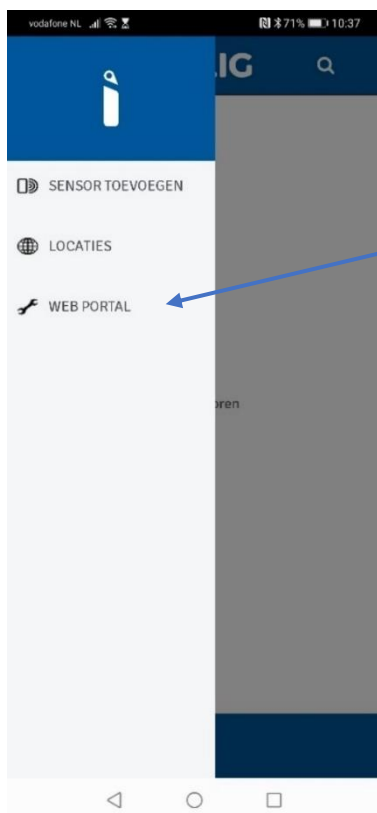 vodafone NL 71% 10:37
IG
SENSOR TOEVOEGEN
LOCATIES
WEB PORTAL
oren